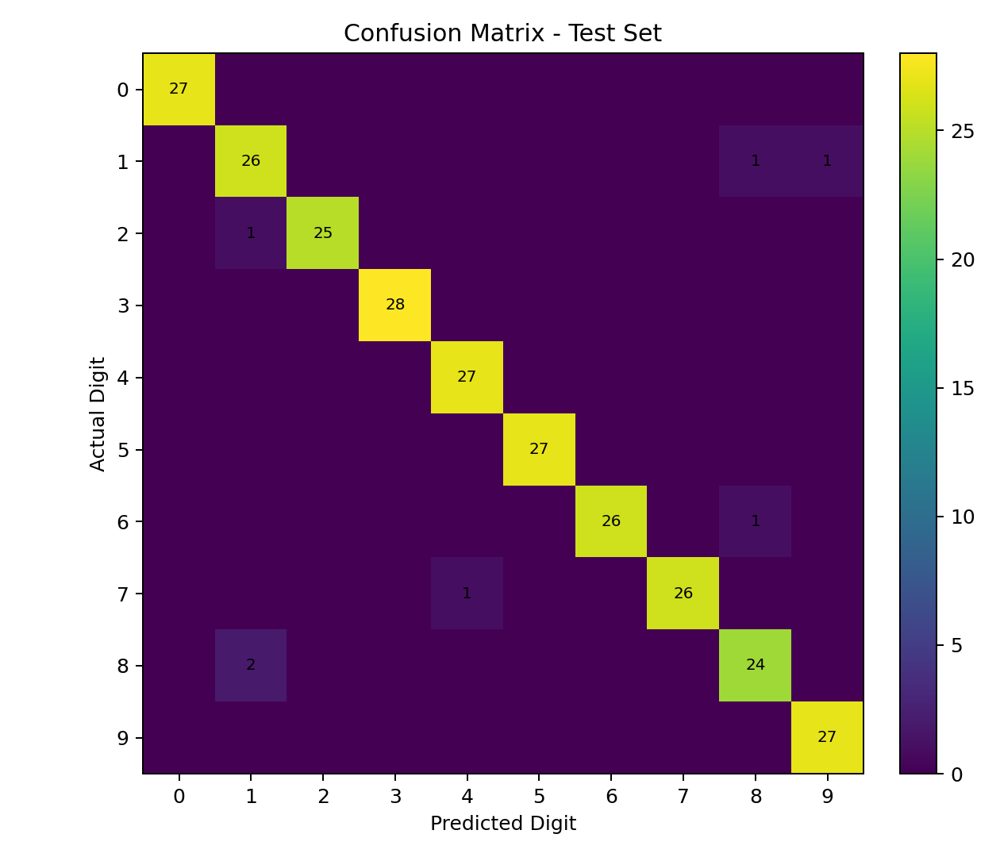 Confusion Matrix - Test Set
0 27
1 26 1 1
2 1 25
3 28
4 27
5 27
6 26 1
7 1 26
8 2 24
9 27
0 1 2 3 4 5 6 7 8 9
Predicted Digit
Actual Digit
25
20
15
10
5
0